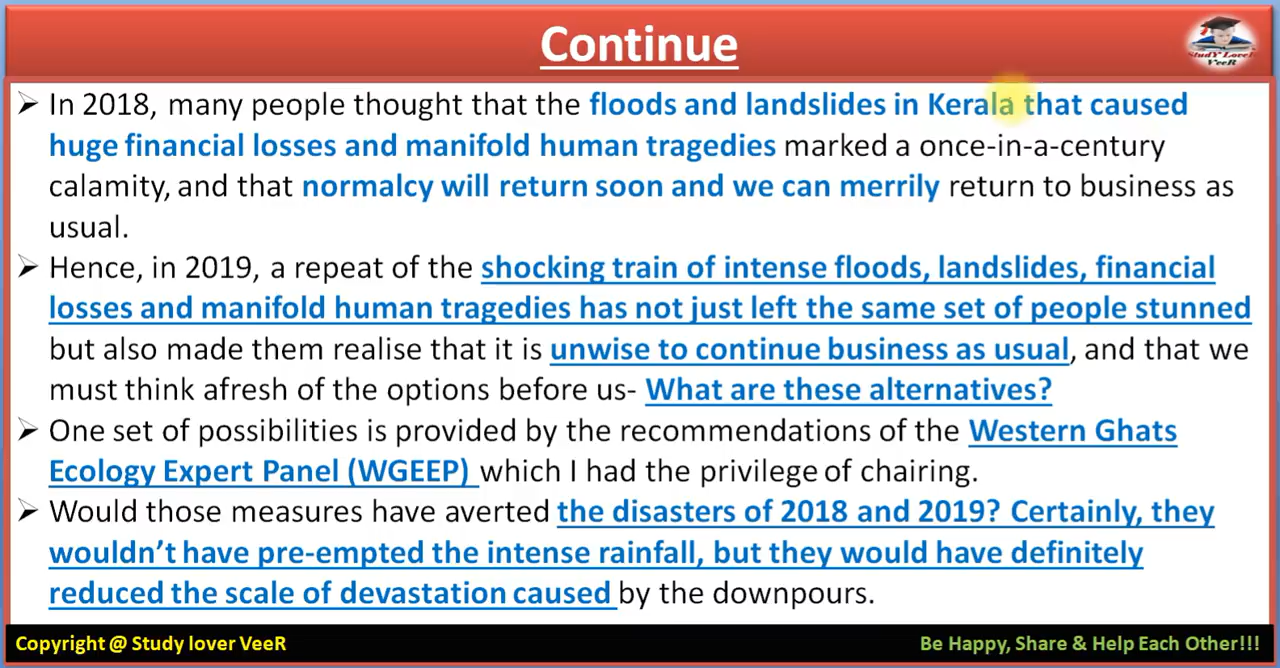 Continue
StudY LoveR
VeeR
➢ In 2018, many people thought that the floods and landslides in Kerala that caused
huge financial losses and manifold human tragedies marked a once-in-a-century
calamity, and that normalcy will return soon and we can merrily return to business as
usual.
➢ Hence, in 2019, a repeat of the shocking train of intense floods, landslides, financial
losses and manifold human tragedies has not just left the same set of people stunned
but also made them realise that it is unwise to continue business as usual, and that we
must think afresh of the options before us- What are these alternatives?
➢ One set of possibilities is provided by the recommendations of the Western Ghats
Ecology Expert Panel (WGEEP) which I had the privilege of chairing.
➢ Would those measures have averted the disasters of 2018 and 2019? Certainly, they
wouldn't have pre-empted the intense rainfall, but they would have definitely
reduced the scale of devastation caused by the downpours.
Copyright @ Study lover VeeR
Be Happy, Share & Help Each Other!!!